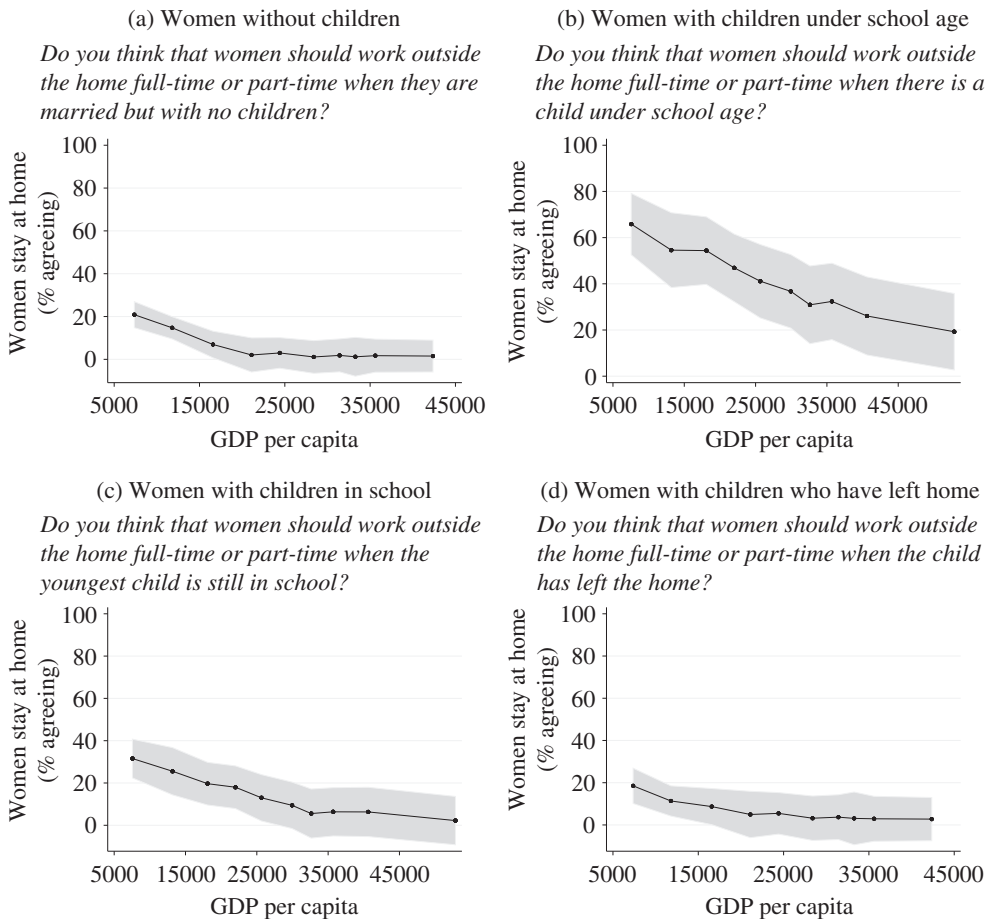 (a) Women without children
Do you think that women should work outside
the home full-time or part-time when they are
married but with no children?
Women stay at home
(% agreeing)
100
80
60
40
20
0
5000 15000 25000 35000 45000
GDP per capita
(b) Women with children under school age
Do you think that women should work outside
the home full-time or part-time when there is a
child under school age?
Women stay at home
(% agreeing)
100
80
60
40
20
0
5000 15000 25000 35000 45000
GDP per capita
(c) Women with children in school
Do you think that women should work outside
the home full-time or part-time when the
youngest child is still in school?
Women stay at home
(% agreeing)
100
80
60
40
20
0
5000 15000 25000 35000 45000
GDP per capita
(d) Women with children who have left home
Do you think that women should work outside
the home full-time or part-time when the child
has left the home?
Women stay at home
(% agreeing)
100
80
60
40
20
0
5000 15000 25000 35000 45000
GDP per capita